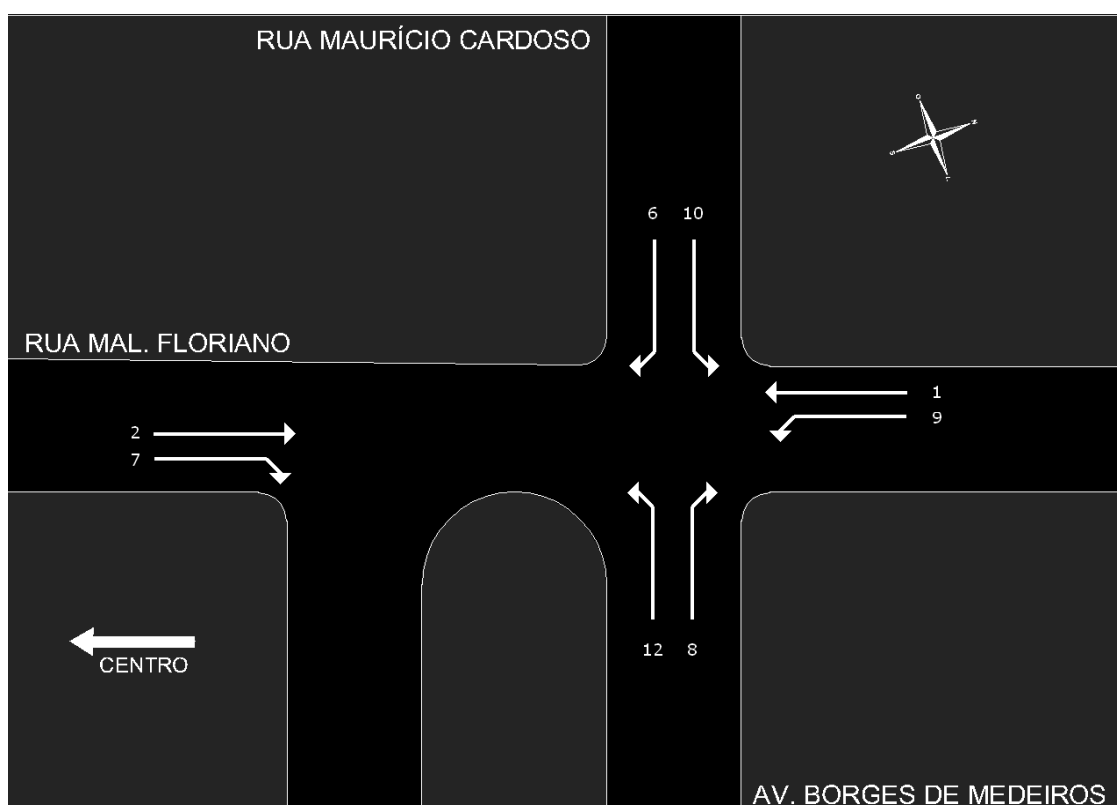 RUA MAURÍCIO CARDOSO
O
N
S
L
6 10
RUA MAL. FLORIANO
1
9
2
7
12 8
CENTRO
AV. BORGES DE MEDEIROS